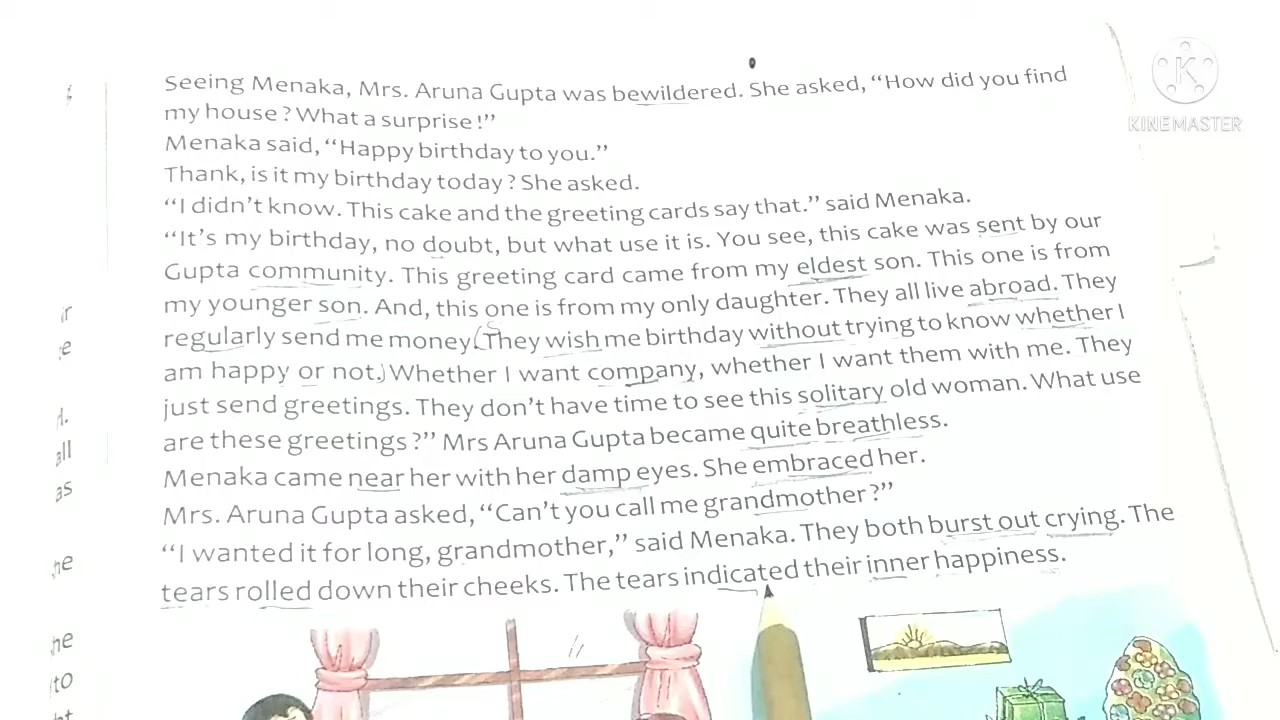 Seeing Menaka, Mrs. Aruna Gupta was bewildered. She asked, “How did you find
my house? What a surprise!”
Menaka said, “Happy birthday to you.”
Thank, is it my birthday today? She asked.
“I didn’t know. This cake and the greeting cards say that.” said Menaka.
“It’s my birthday, no doubt, but what use it is. You see, this cake was sent by our
Gupta community. This greeting card came from my eldest son. This one is from
my younger son. And, this one is from my only daughter. They all live abroad. They
regularly send me money. (They wish me birthday without trying to know whether I
am happy or not.) Whether I want company, whether I want them with me. They
just send greetings. They don’t have time to see this solitary old woman. What use
are these greetings?” Mrs Aruna Gupta became quite breathless.
Menaka came near her with her damp eyes. She embraced her.
Mrs. Aruna Gupta asked, “Can’t you call me grandmother?”
“I wanted it for long, grandmother,” said Menaka. They both burst out crying. The
tears rolled down their cheeks. The tears indicated their inner happiness.
KINEMASTER
all
as
he
he
to